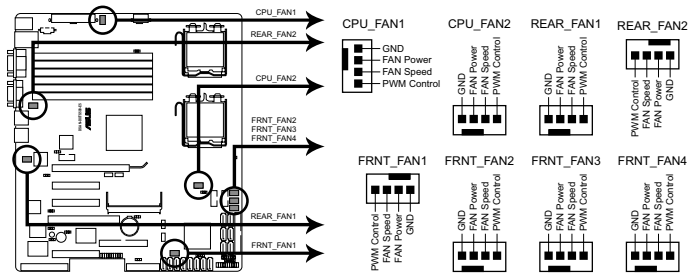 CPU_FAN1
REAR_FAN2
CPU_FAN2
FRNT_FAN2
FRNT_FAN3
FRNT_FAN4
REAR_FAN1
FRNT_FAN1
CPU_FAN1
GND
FAN Power
FAN Speed
PWM Control
CPU_FAN2
GND
FAN Power
FAN Speed
PWM Control
REAR_FAN1
GND
FAN Power
FAN Speed
PWM Control
REAR_FAN2
PWM Control
FAN Speed
FAN Power
GND
FRNT_FAN1
PWM Control
FAN Speed
FAN Power
GND
FRNT_FAN2
GND
FAN Power
FAN Speed
PWM Control
FRNT_FAN3
GND
FAN Power
FAN Speed
PWM Control
FRNT_FAN4
GND
FAN Power
FAN Speed
PWM Control